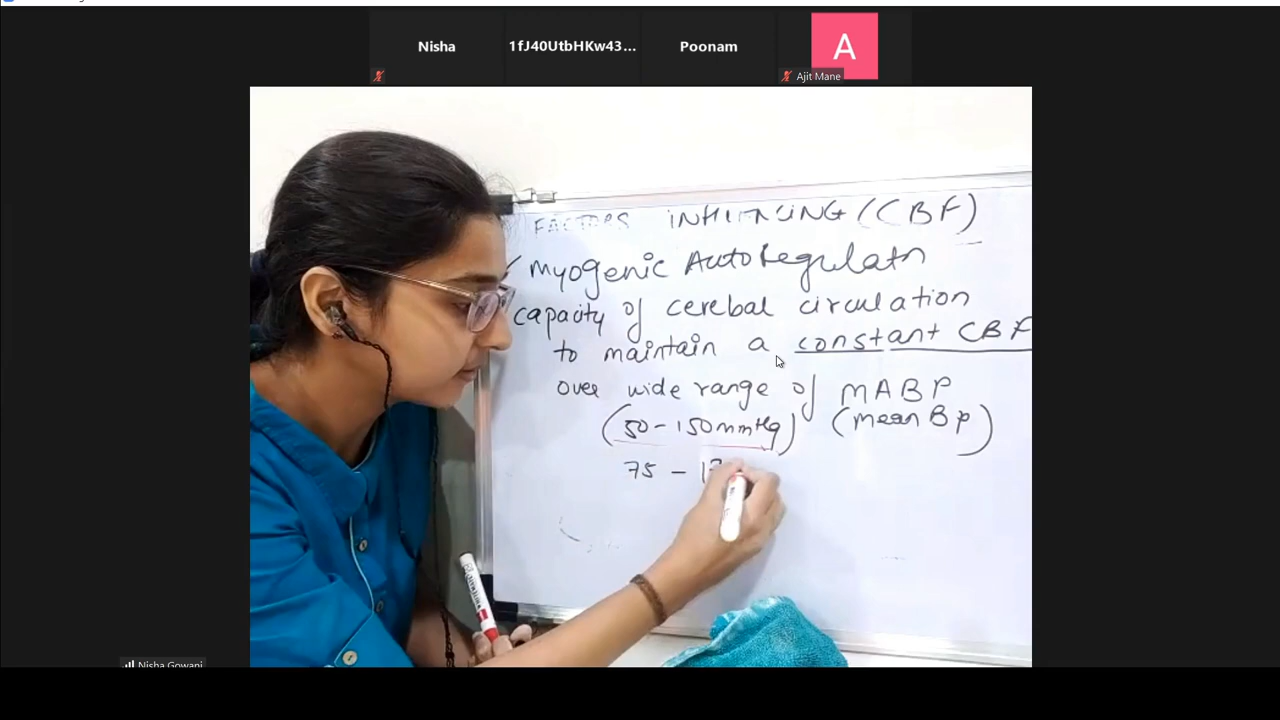 Nisha
1fJ40UtbHKw43...
Poonam
A
Ajit Mane
FACTORS INFLUENCING (CBF)
✓ Myogenic AutoRegulatn
capacity of cerebal circulation
to maintain a constant CBF
over wide range of MABP
(50-150mmHg) (mean Bp)
75 -
Nisha Gowani